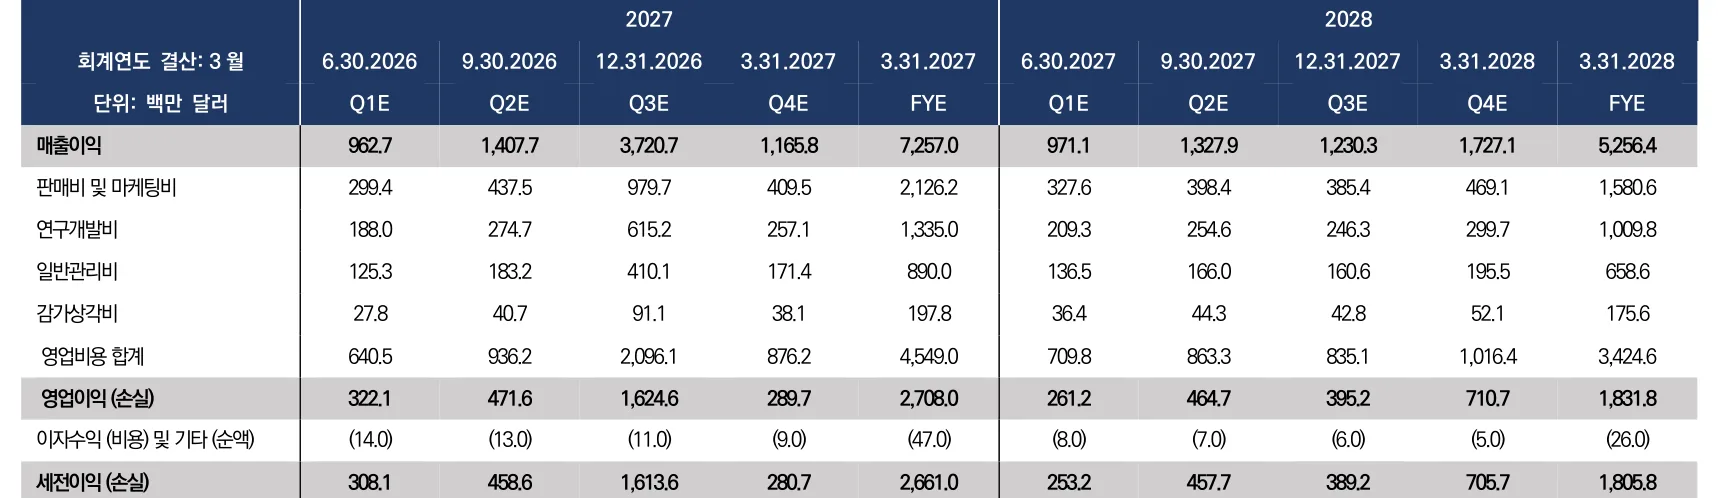 2027 2028
회계연도 결산: 3월 6.30.2026 9.30.2026 12.31.2026 3.31.2027 3.31.2027 6.30.2027 9.30.2027 12.31.2027 3.31.2028 3.31.2028
단위: 백만 달러 Q1E Q2E Q3E Q4E FYE Q1E Q2E Q3E Q4E FYE
매출이익 962.7 1,407.7 3,720.7 1,165.8 7,257.0 971.1 1,327.9 1,230.3 1,727.1 5,256.4
판매비 및 마케팅비 299.4 437.5 979.7 409.5 2,126.2 327.6 398.4 385.4 469.1 1,580.6
연구개발비 188.0 274.7 615.2 257.1 1,335.0 209.3 254.6 246.3 299.7 1,009.8
일반관리비 125.3 183.2 410.1 171.4 890.0 136.5 166.0 160.6 195.5 658.6
감가상각비 27.8 40.7 91.1 38.1 197.8 36.4 44.3 42.8 52.1 175.6
영업비용 합계 640.5 936.2 2,096.1 876.2 4,549.0 709.8 863.3 835.1 1,016.4 3,424.6
영업이익 (손실) 322.1 471.6 1,624.6 289.7 2,708.0 261.2 464.7 395.2 710.7 1,831.8
이자수익 (비용) 및 기타 (순액) (14.0) (13.0) (11.0) (9.0) (47.0) (8.0) (7.0) (6.0) (5.0) (26.0)
세전이익 (손실) 308.1 458.6 1,613.6 280.7 2,661.0 253.2 457.7 389.2 705.7 1,805.8